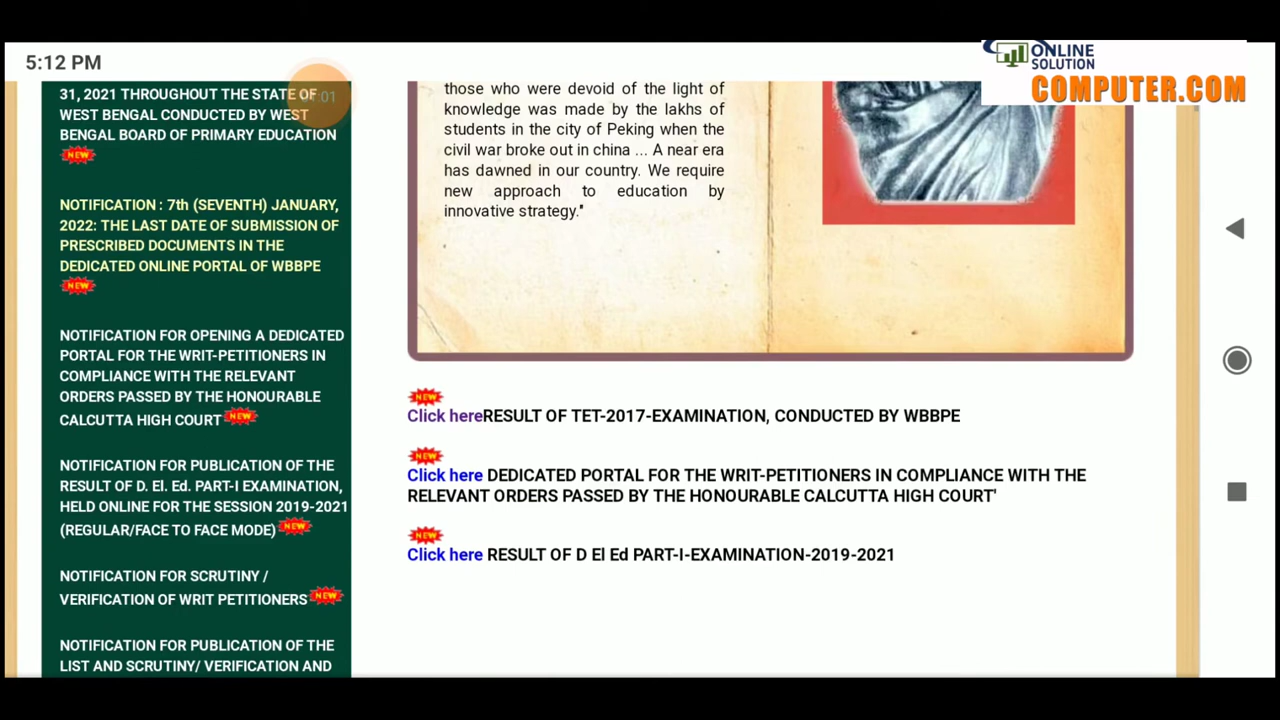 5:12 PM
ONLINE
SOLUTION
COMPUTER.COM
31, 2021 THROUGHOUT THE STATE OF
WEST BENGAL CONDUCTED BY WEST
BENGAL BOARD OF PRIMARY EDUCATION
NEW
NOTIFICATION : 7th (SEVENTH) JANUARY,
2022: THE LAST DATE OF SUBMISSION OF
PRESCRIBED DOCUMENTS IN THE
DEDICATED ONLINE PORTAL OF WBBPE
NEW
NOTIFICATION FOR OPENING A DEDICATED
PORTAL FOR THE WRIT-PETITIONERS IN
COMPLIANCE WITH THE RELEVANT
ORDERS PASSED BY THE HONOURABLE
CALCUTTA HIGH COURT NEW
NOTIFICATION FOR PUBLICATION OF THE
RESULT OF D. El. Ed. PART-I EXAMINATION,
HELD ONLINE FOR THE SESSION 2019-2021
(REGULAR/FACE TO FACE MODE) NEW
NOTIFICATION FOR SCRUTINY /
VERIFICATION OF WRIT PETITIONERS NEW
NOTIFICATION FOR PUBLICATION OF THE
LIST AND SCRUTINY/ VERIFICATION AND
those who were devoid of the light of
knowledge was made by the lakhs of
students in the city of Peking when the
civil war broke out in china ... A near era
has dawned in our country. We require
new approach to education by
innovative strategy."
NEW
Click hereRESULT OF TET-2017-EXAMINATION, CONDUCTED BY WBBPE
NEW
Click here DEDICATED PORTAL FOR THE WRIT-PETITIONERS IN COMPLIANCE WITH THE
RELEVANT ORDERS PASSED BY THE HONOURABLE CALCUTTA HIGH COURT'
NEW
Click here RESULT OF D El Ed PART-I-EXAMINATION-2019-2021